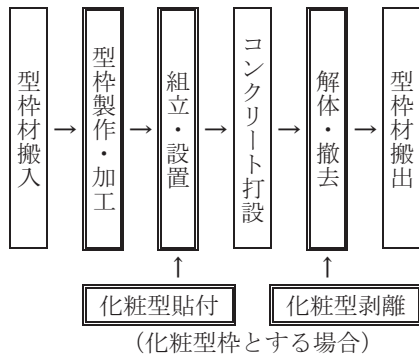 型枠材搬入
→
型枠製作・加工
→
組立・設置
→
コンクリート打設
→
解体・撤去
→
型枠材搬出
↑
↑
化粧型貼付
化粧型剥離
(化粧型枠とする場合)